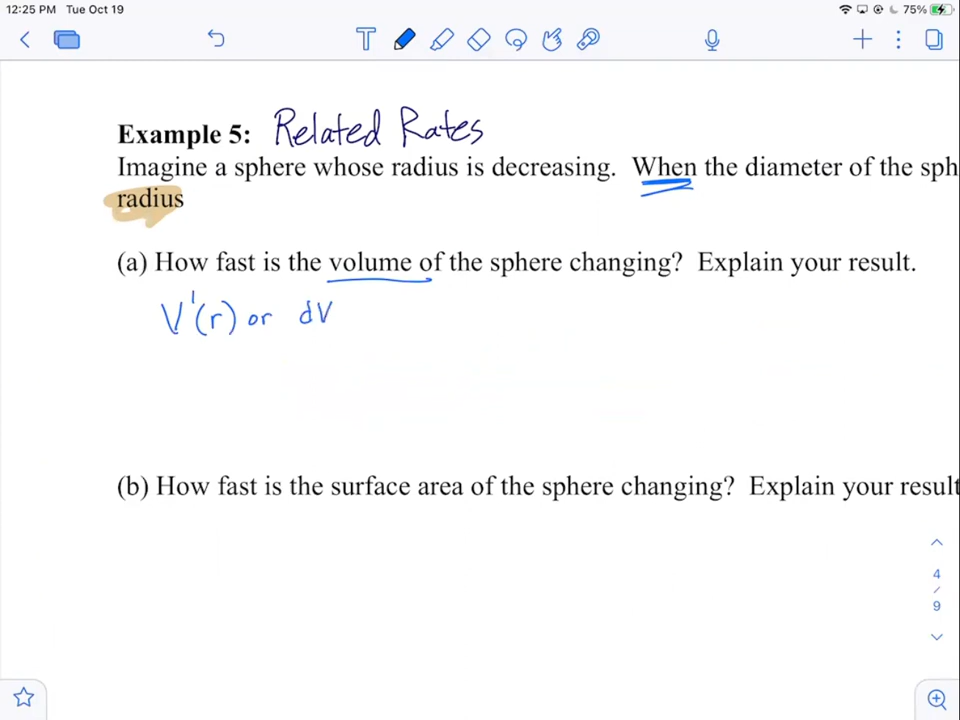 12:25 PM Tue Oct 19 75%
Example 5: Related Rates
Imagine a sphere whose radius is decreasing. When the diameter of the sph
radius
(a) How fast is the volume of the sphere changing? Explain your result.
V'(r) or dV
(b) How fast is the surface area of the sphere changing? Explain your result
4
/
9